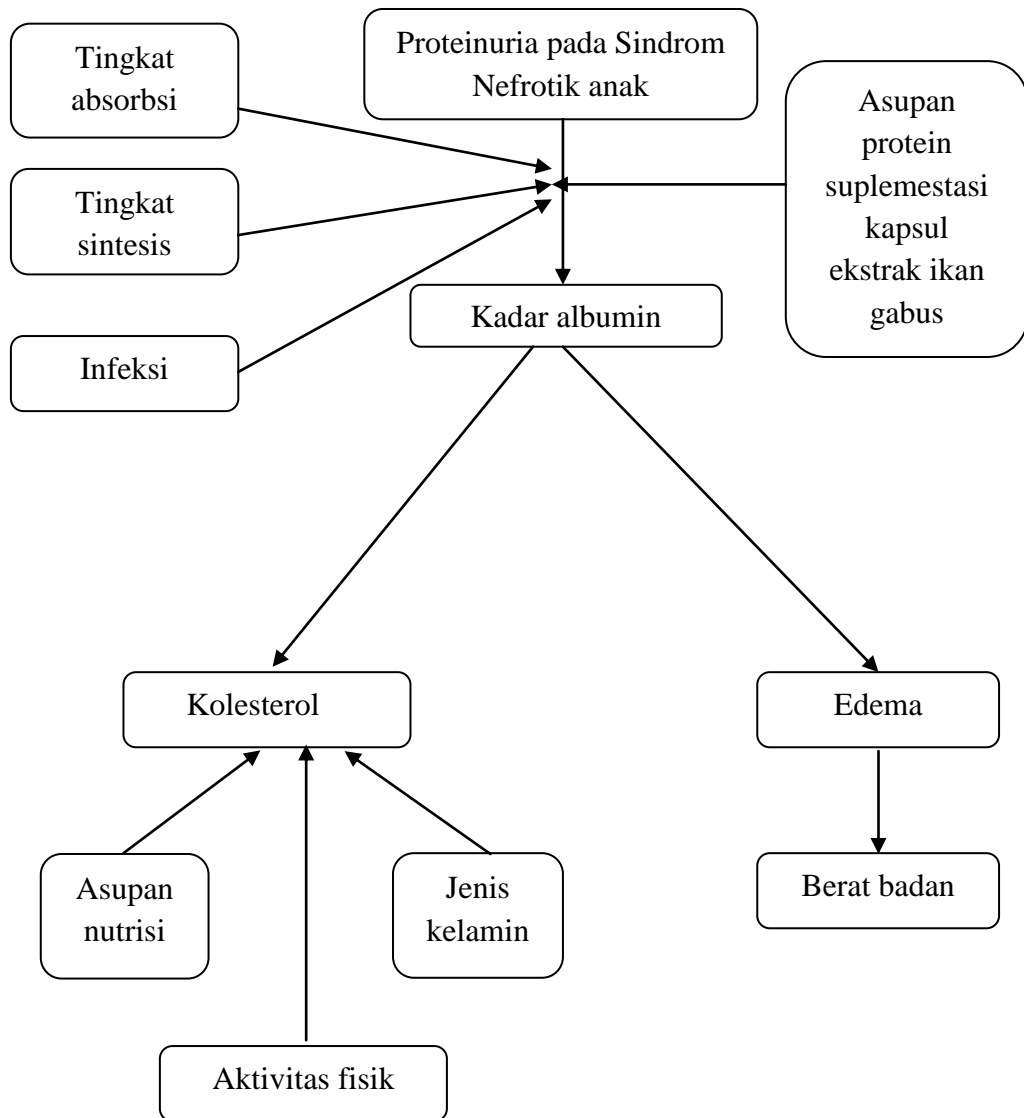 Tingkat
absorbsi
Proteinuria pada Sindrom
Nefrotik anak
Asupan
protein
suplemestasi
kapsul
ekstrak ikan
gabus
Tingkat
sintesis
Infeksi
Kadar albumin
Kolesterol
Edema
Asupan
nutrisi
Jenis
kelamin
Berat badan
Aktivitas fisik